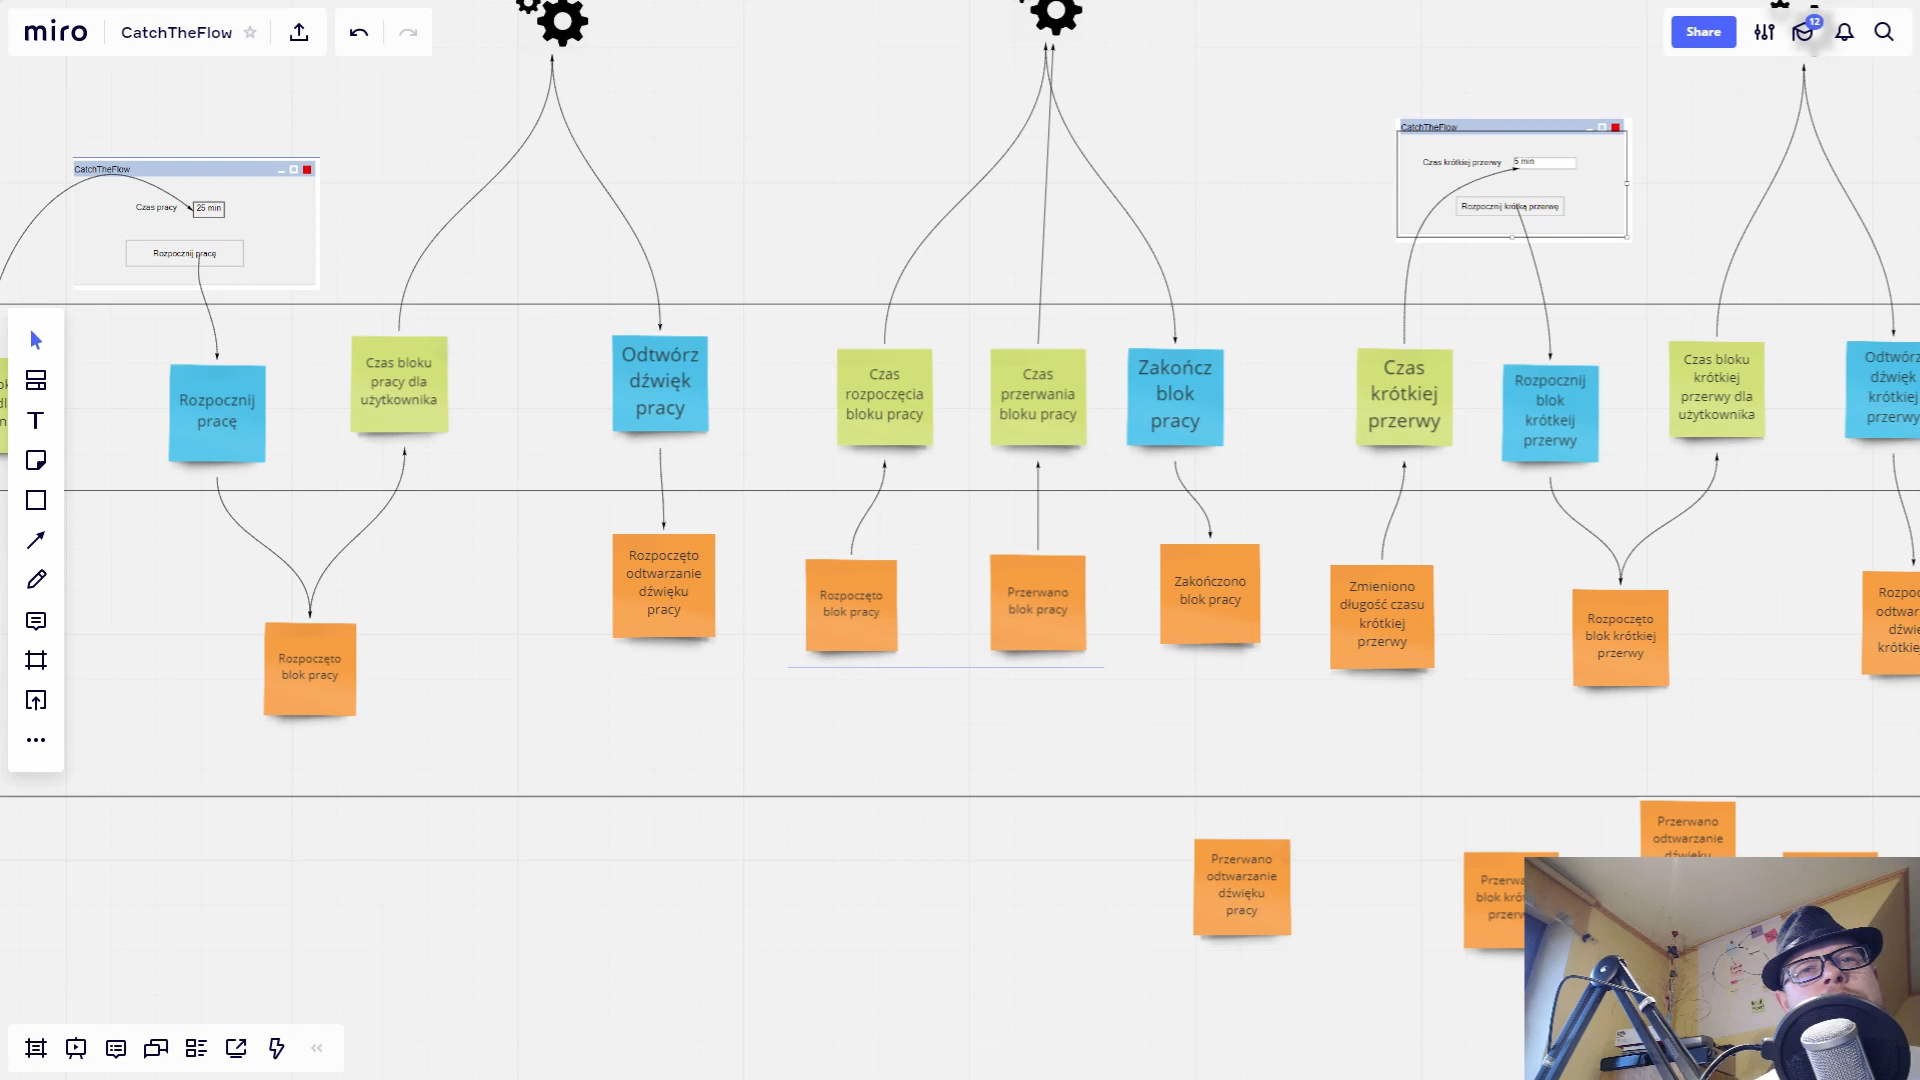 miro
CatchTheFlow
Share
12
CatchTheFlow
Czas pracy
25 min
Rozpocznij pracę
CatchTheFlow
Czas krótkiej przerwy
5 min
Rozpocznij krótką przerwę
Rozpocznij
pracę
Czas bloku
pracy dla
użytkownika
Odtwórz
dźwięk
pracy
Czas
rozpoczęcia
bloku pracy
Czas
przerwania
bloku pracy
Zakończ
blok
pracy
Czas
krótkiej
przerwy
Rozpocznij
blok
krótkeij
przerwy
Czas bloku
krótkiej
przerwy dla
użytkownika
Odtwórz
dźwięk
krótkiej
przerwy
Rozpoczęto
blok pracy
Rozpoczęto
odtwarzanie
dźwięku
pracy
Rozpoczęto
blok pracy
Przerwano
blok pracy
Zakończono
blok pracy
Zmieniono
długość czasu
krótkiej
przerwy
Rozpoczęto
blok krótkiej
przerwy
Przerwano
odtwarzanie
dźwięku
pracy
Przerwano
odtwarzanie
dźwięku
T